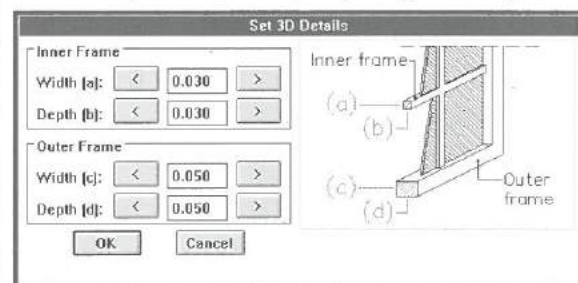 Set 3D Details
Inner Frame
Width (a): < 0.030 >
Depth (b): < 0.030 >
Outer Frame
Width (c): < 0.050 >
Depth (d): < 0.050 >
OK Cancel
Inner frame
(a)
(b)
(c)
(d)
Outer
frame